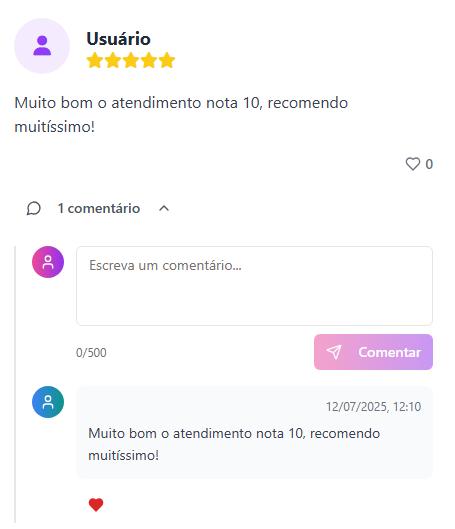 Usuário
Muito bom o atendimento nota 10, recomendo
muitíssimo!
0
1 comentário
Escreva um comentário...
0/500
Comentar
12/07/2025, 12:10
Muito bom o atendimento nota 10, recomendo
muitíssimo!